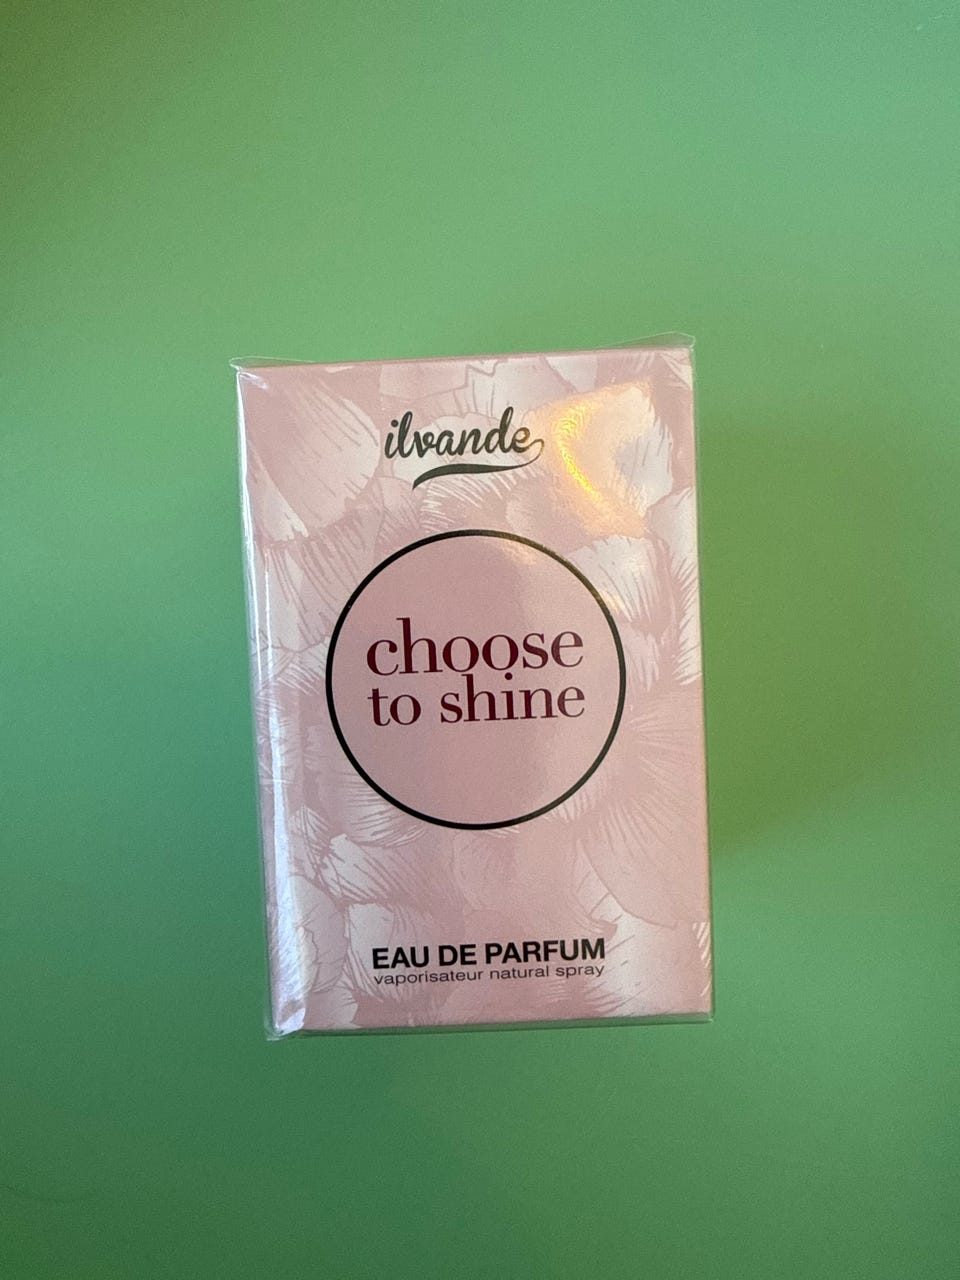 ilvande
choose
to shine
EAU DE PARFUM
vaporisateur natural spray